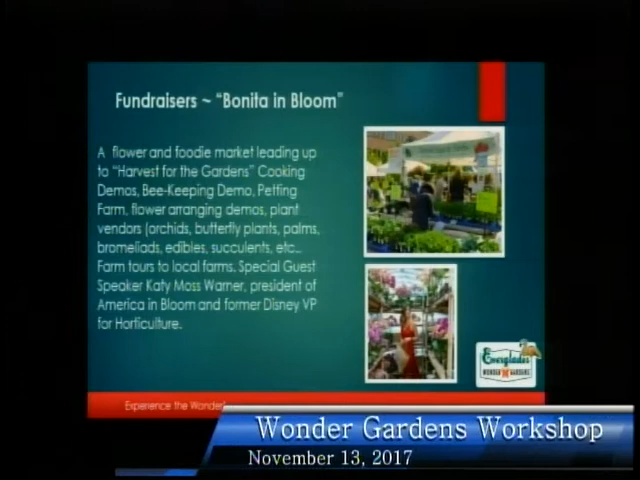 Fundraisers ~ "Bonita in Bloom"
A flower and foodie market leading up
to "Harvest for the Gardens" Cooking
Demos, Bee-Keeping Demo, Petting
Farm, flower arranging demos, plant
vendors (orchids, butterfly plants, palms,
bromeliads, edibles, succulents, etc..
Farm tours to local farms. Special Guest
Speaker Katy Moss Warner, president of
America in Bloom and former Disney VP
for Horticulture.
Everglades
WONDER GARDENS
Experience the Wonder!
Wonder Gardens Workshop
November 13, 2017